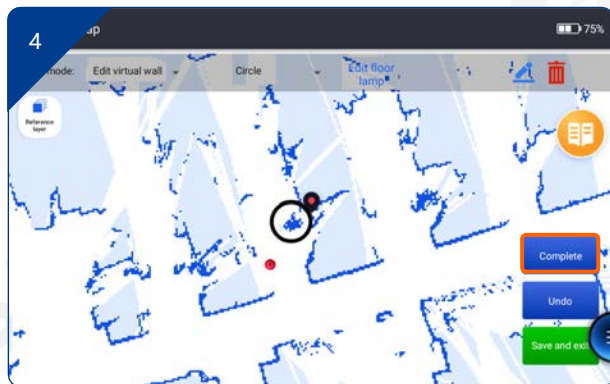 4
ap
75%
mode:
Edit virtual wall
Circle
Edit floor
lamp
Reference
layer
Complete
Undo
Save and exit